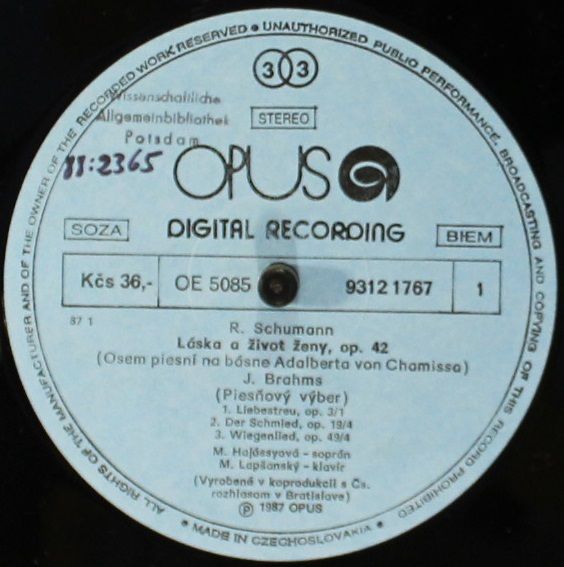 ALL RIGHTS OF THE MANUFACTURER AND OF THE OWNER OF THE RECORDED WORK RESERVED • UNAUTHORIZED PUBLIC PERFORMANCE, BROADCASTING AND COPYING OF THIS RECORD PROHIBITED
33
Wissenschaftliche
Allgemeinbibliothek
Potsdam
STEREO
88:2365
OPUS
SOZA
DIGITAL RECORDING
BIEM
Kčs 36,- OE 5085 9312 1767 1
87 1
R. Schumann
Láska a život ženy, op. 42
(Osem piesní na básne Adalberta von Chamissa)
J. Brahms
(Piesňový výber)
1. Liebestreu, op. 3/1
2. Der Schmied, op. 19/4
3. Wiegenlied, op. 49/4
M. Hajóssyová - soprán
M. Lapšanský - klavír
(Vyrobené v koprodukcii s Čs.
rozhlasom v Bratislave)
Ⓟ 1987 OPUS
• MADE IN CZECHOSLOVAKIA •